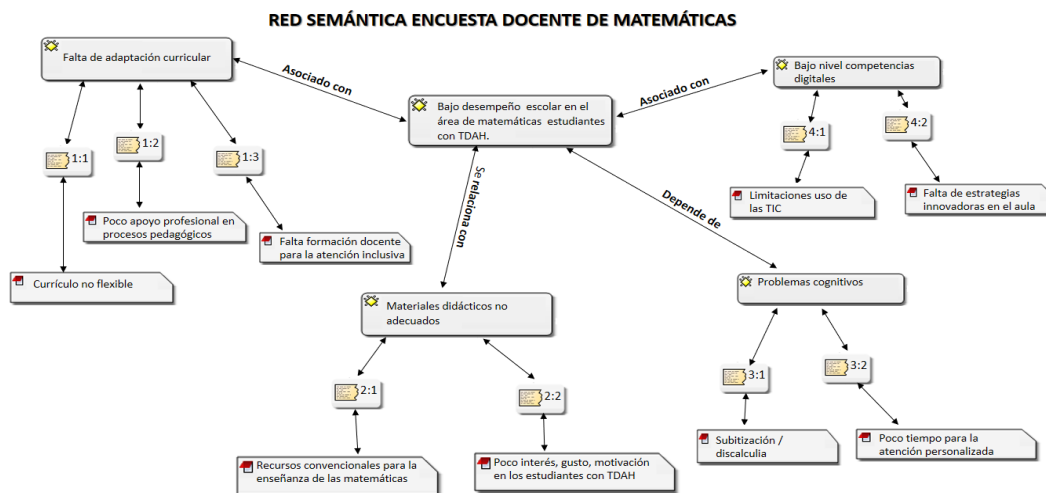 RED SEMÁNTICA ENCUESTA DOCENTE DE MATEMÁTICAS
Falta de adaptación curricular
Asociado con
Bajo desempeño escolar en el
área de matemáticas estudiantes
con TDAH.
Asociado con
Bajo nivel competencias
digitales
1:1
1:2
1:3
4:1
4:2
Poco apoyo profesional en
procesos pedagógicos
Falta formación docente
para la atención inclusiva
Currículo no flexible
Limitaciones uso de
las TIC
Falta de estrategias
innovadoras en el aula
Se relaciona con
Depende de
Materiales didácticos no
adecuados
Problemas cognitivos
2:1
2:2
3:1
3:2
Recursos convencionales para la
enseñanza de las matemáticas
Poco interés, gusto, motivación
en los estudiantes con TDAH
Subitización /
discalculia
Poco tiempo para la
atención personalizada